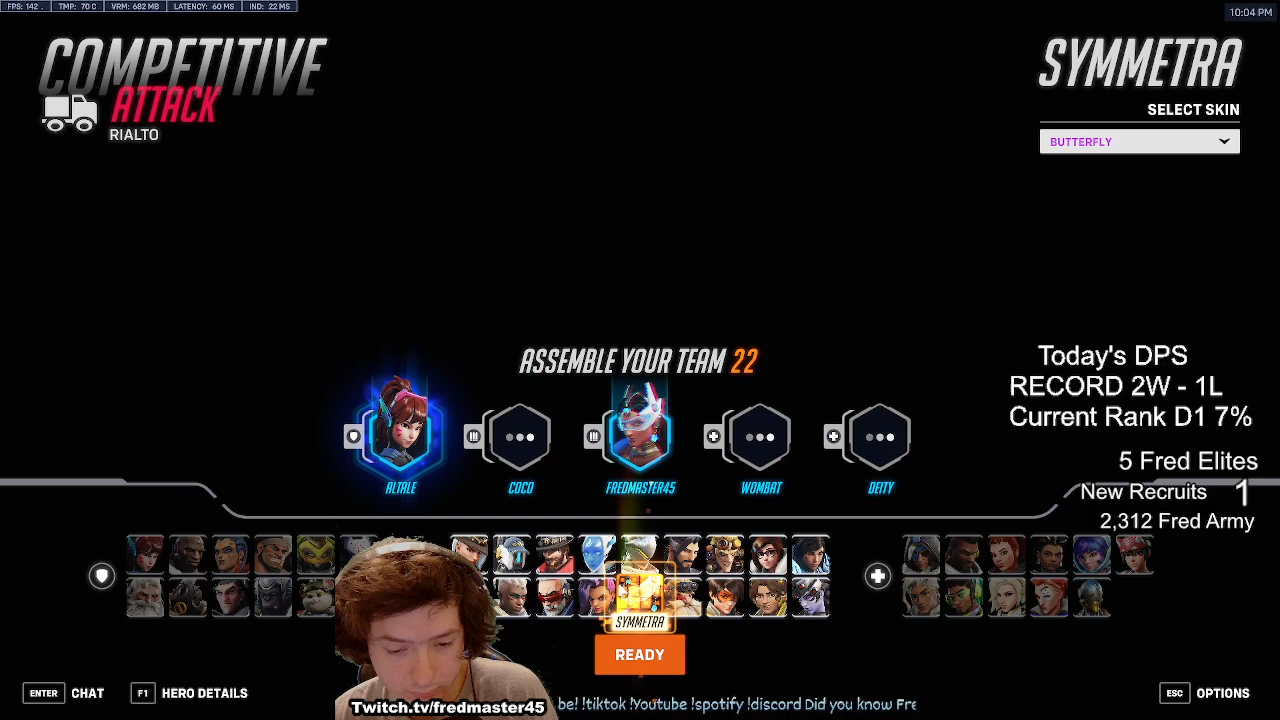 FPS: 142 . TMP: 70 C VRM: 682 MB LATENCY: 60 MS IND: 22 MS
10:04 PM
COMPETITIVE
ATTACK
RIALTO
SYMMETRA
SELECT SKIN
BUTTERFLY
ASSEMBLE YOUR TEAM 22
Today's DPS
RECORD 2W - 1L
Current Rank D1 7%
5 Fred Elites
New Recruits 1
2,312 Fred Army
ALTALE COCO FREDMASTER45 WOMBAT DEITY
SYMMETRA
READY
ENTER CHAT F1 HERO DETAILS
ESC OPTIONS
Twitch.tv/fredmaster45
be! !tiktok !Youtube !spotify !discord Did you know Fre